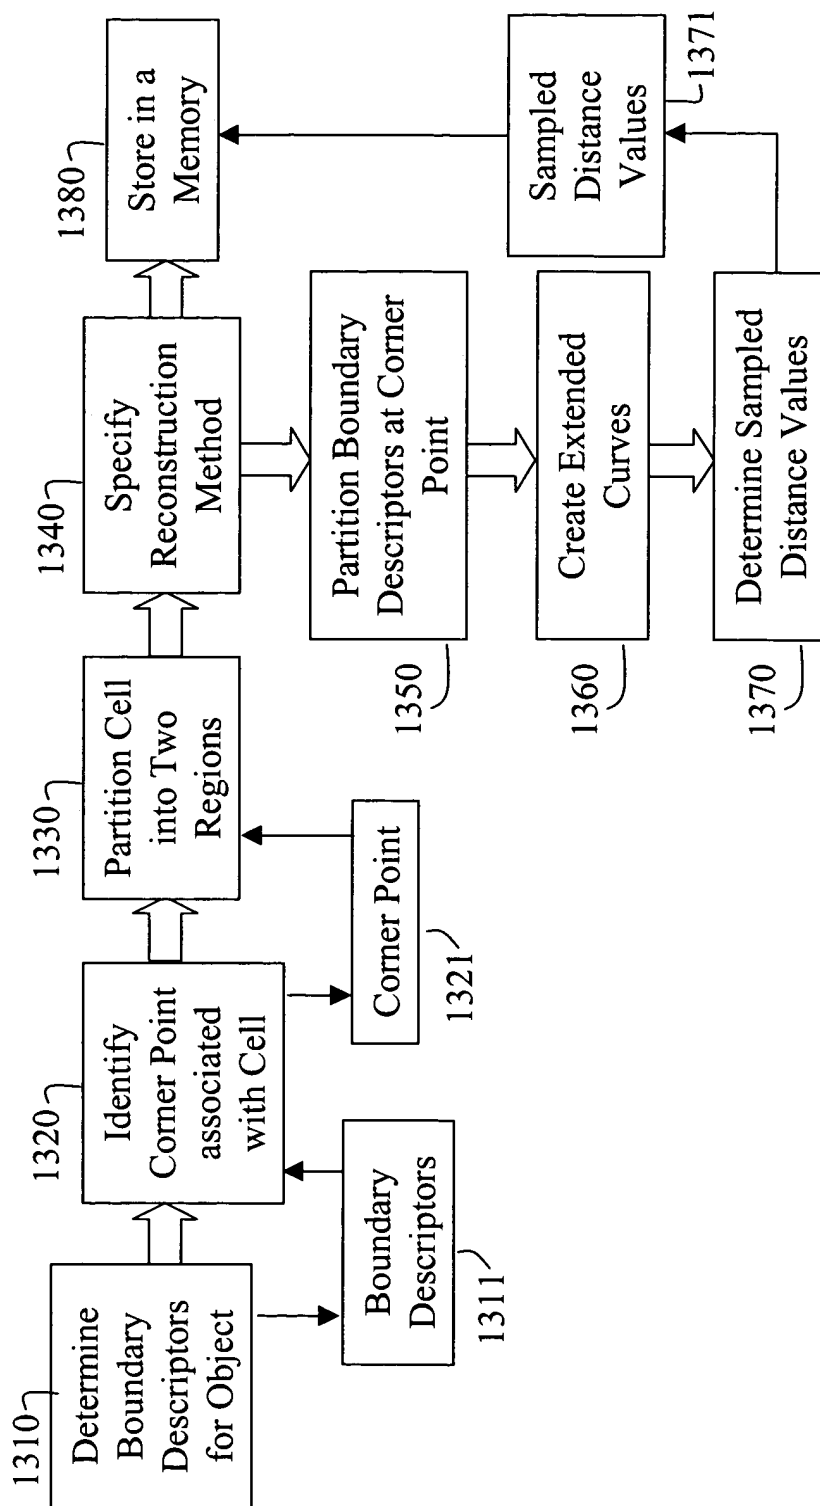 1310
Determine
Boundary
Descriptors
for Object
Boundary
Descriptors
1311
1320
Identify
Corner Point
associated
with Cell
Corner Point
1321
1330
Partition Cell
into Two
Regions
1340
Specify
Reconstruction
Method
1380
Store in a
Memory
1350
Partition Boundary
Descriptors at Corner
Point
1360
Create Extended
Curves
1370
Determine Sampled
Distance Values
Sampled
Distance
Values
1371